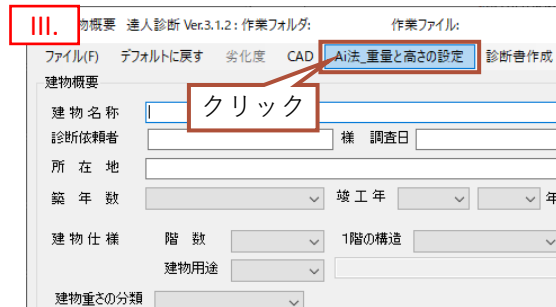 III.
物概要 達人診断 Ver.3.1.2 : 作業フォルダ: 作業ファイル:
ファイル(F) デフォルトに戻す 劣化度 CAD Ai法_重量と高さの設定 診断書作成
クリック
建物概要
建物名称
診断依頼者 様 調査日
所在地
築年数 竣工年 年
建物仕様 階数 1階の構造
建物用途
建物重さの分類